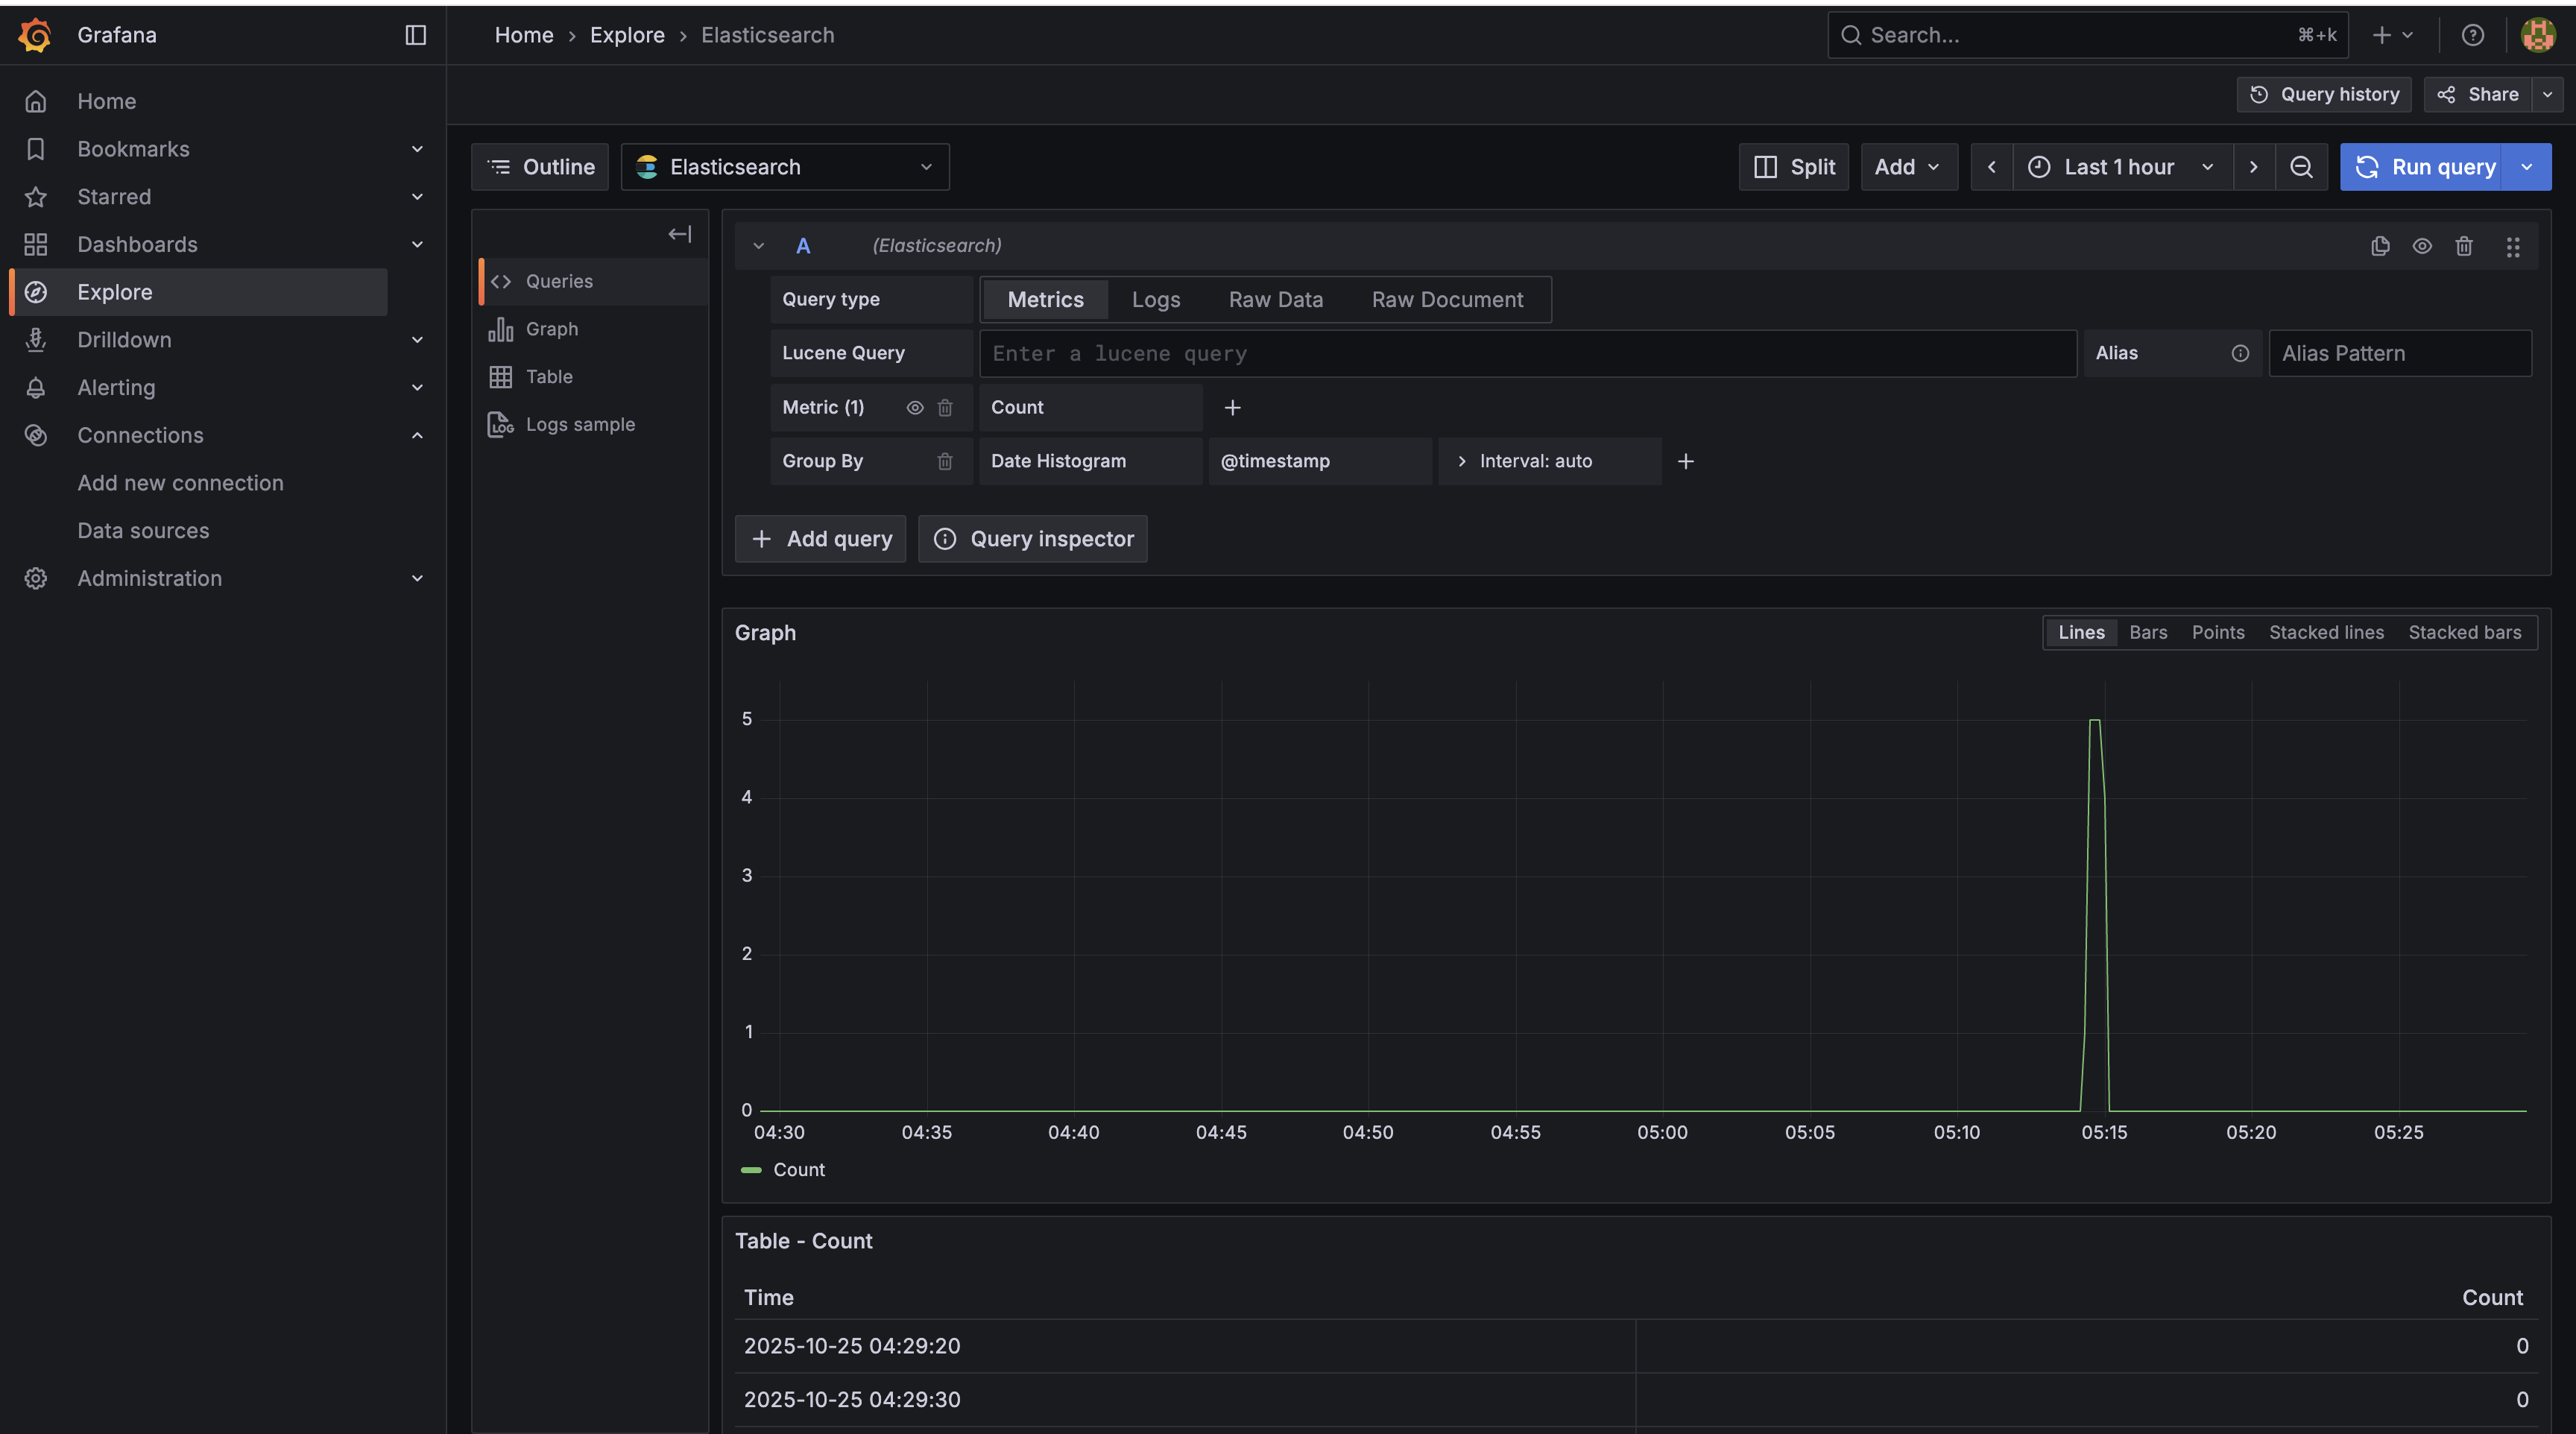 Grafana
Home › Explore › Elasticsearch
Search...
⌘+k
Home
Bookmarks
Starred
Dashboards
Explore
Drilldown
Alerting
Connections
Add new connection
Data sources
Administration
Query history
Share
Outline
Elasticsearch
Split
Add
Last 1 hour
Run query
Queries
Graph
Table
LOG
Logs sample
A (Elasticsearch)
Query type Metrics Logs Raw Data Raw Document
Lucene Query Enter a lucene query Alias Alias Pattern
Metric (1) Count
Group By Date Histogram @timestamp Interval: auto
Add query
Query inspector
Graph
Lines Bars Points Stacked lines Stacked bars
5
4
3
2
1
0
04:30 04:35 04:40 04:45 04:50 04:55 05:00 05:05 05:10 05:15 05:20 05:25
Count
Table - Count
Time Count
2025-10-25 04:29:20 0
2025-10-25 04:29:30 0